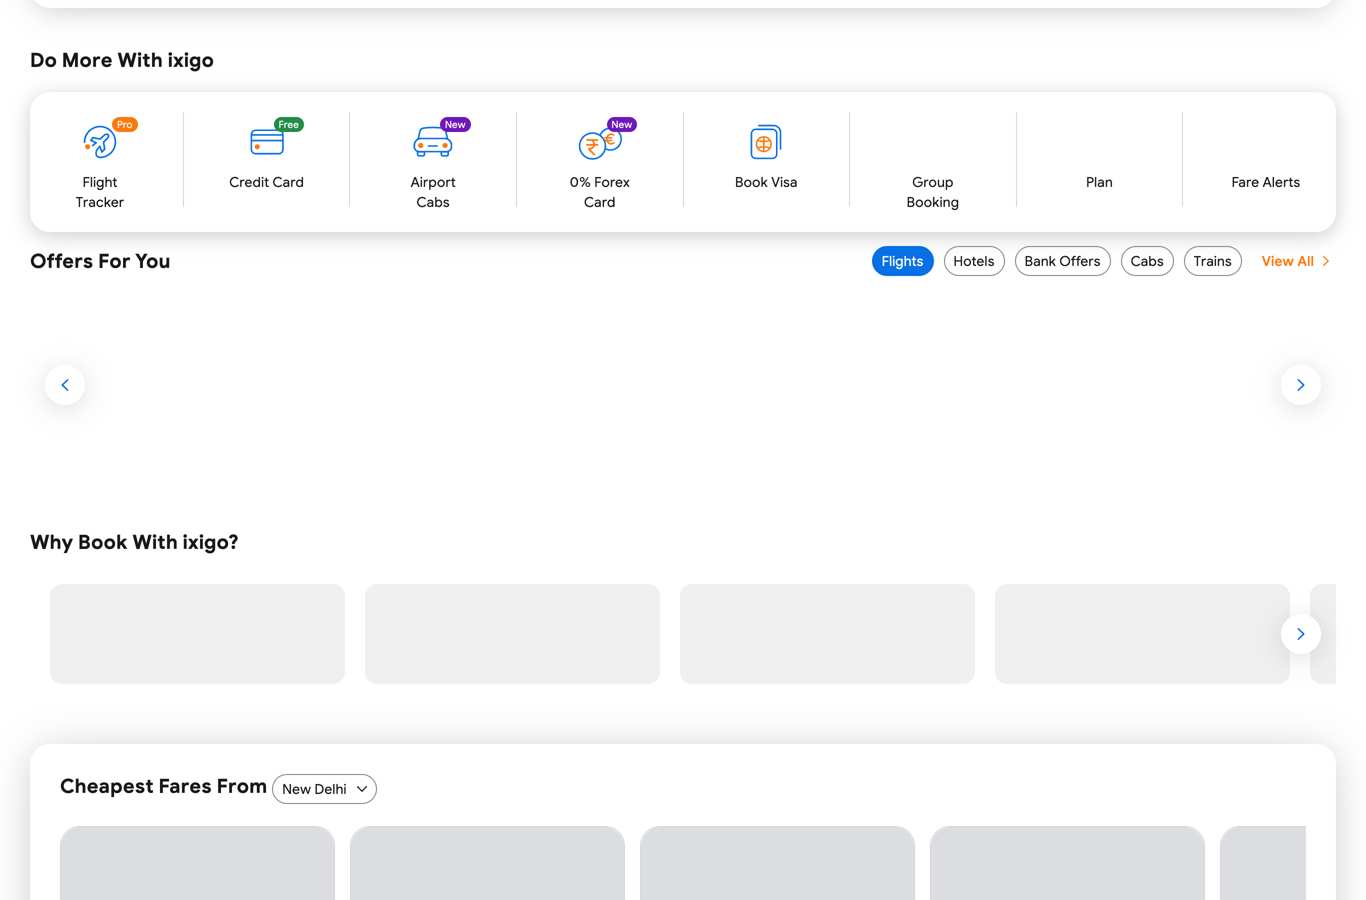 Do More With ixigo
Pro
Flight
Tracker
Free
Credit Card
New
Airport
Cabs
New
0% Forex
Card
Book Visa
Group
Booking
Plan
Fare Alerts
Offers For You
Flights
Hotels
Bank Offers
Cabs
Trains
View All
Why Book With ixigo?
Cheapest Fares From
New Delhi